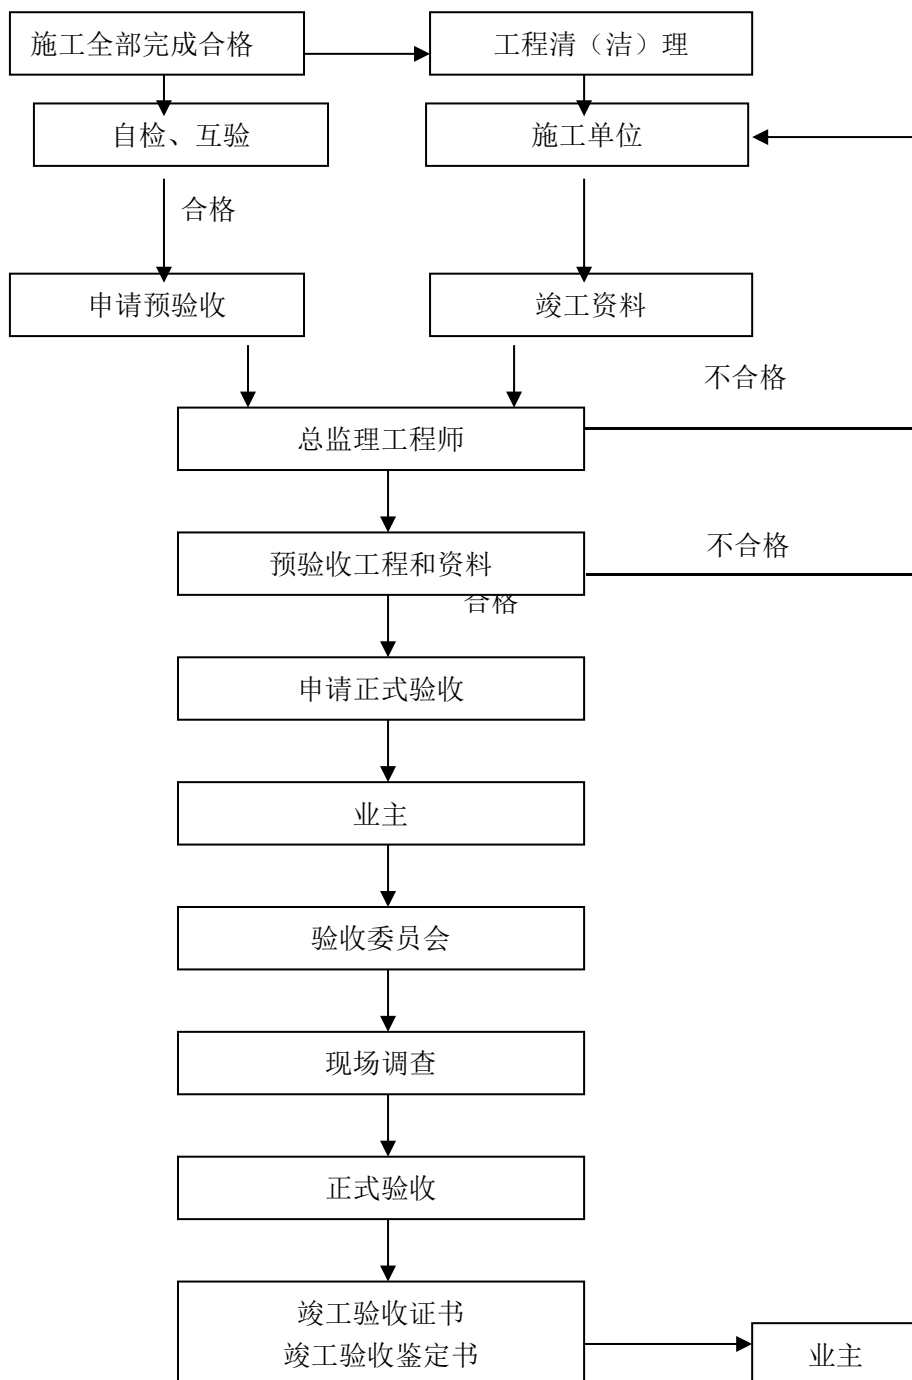 施工全部完成合格
工程清（洁）理
自检、互验
施工单位
合格
申请预验收
竣工资料
不合格
总监理工程师
不合格
预验收工程和资料
合格
申请正式验收
业主
验收委员会
现场调查
正式验收
竣工验收证书
竣工验收鉴定书
业主